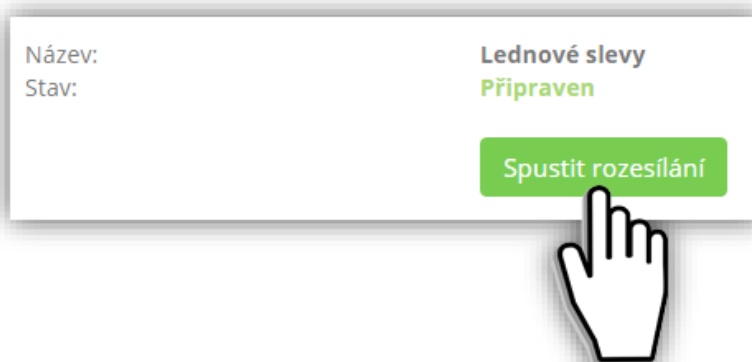 Název: Lednové slevy
Stav: Připraven
Spustit rozesílání